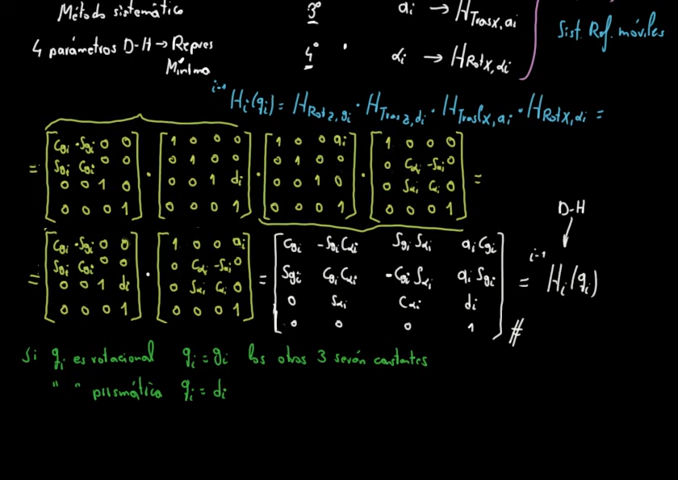 Método sistemático 3º ai → HTrasx,ai
Sist. Ref. móviles
4 parámetros D-H → Repres 4º αi → HRotx,αi
Mínima
i-1Hi(qi) = HRotz,θi · HTrasz,di · HTraslx,ai · HRotx,αi =
= [Cθi -Sθi 0 0 · [1 0 0 0 · [1 0 0 ai · [1 0 0 0
Sθi Cθi 0 0 0 1 0 0 0 1 0 0 0 Cαi -Sαi 0
0 0 1 0 0 0 1 di 0 0 1 0 0 Sαi Cαi 0 =
0 0 0 1] 0 0 0 1] 0 0 0 1] 0 0 0 1]
D-H
= [Cθi -Sθi 0 0 · [1 0 0 ai = [Cθi -SθiCαi SθiSαi aiCθi
Sθi Cθi 0 0 0 Cαi -Sαi 0 Sθi CθiCαi -CθiSαi aiSθi = i-1Hi(qi)
0 0 1 di 0 Sαi Cαi 0 0 Sαi Cαi di
0 0 0 1] 0 0 0 1] 0 0 0 1] #
Si qi es rotacional qi = θi los otros 3 serán constantes
" " prismática qi = di